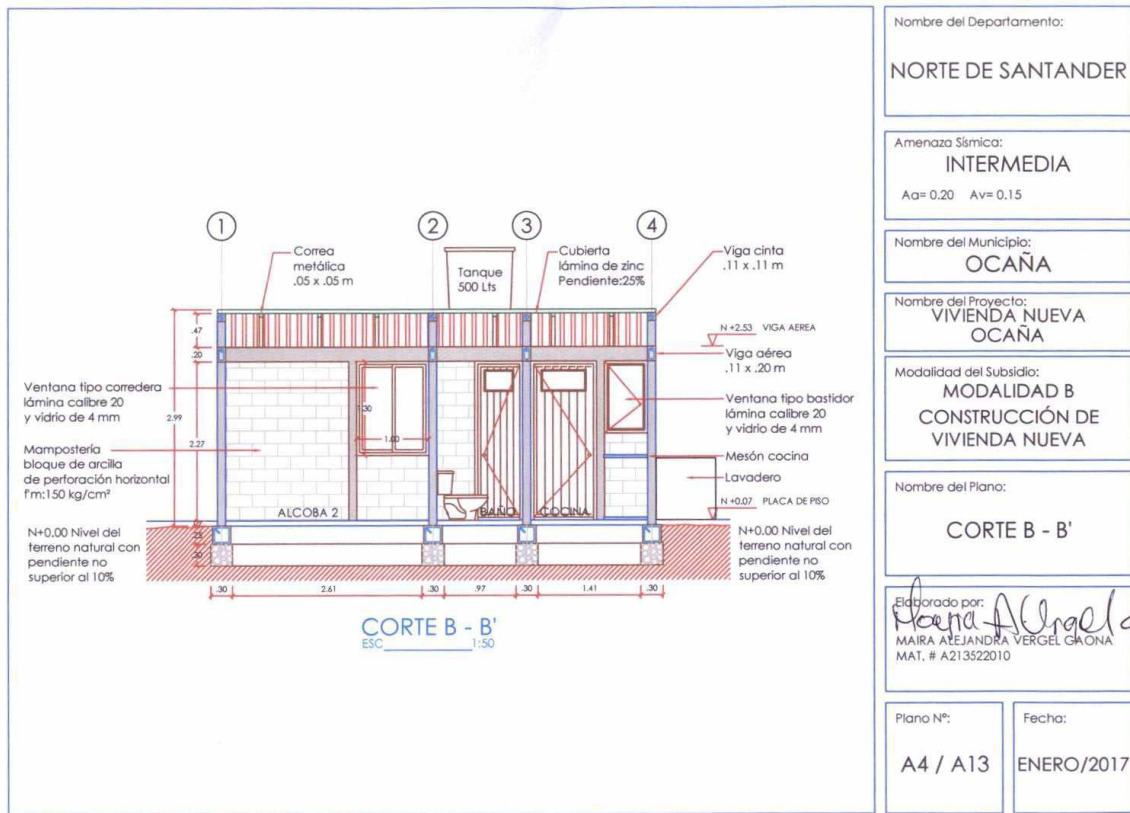 1
2
3
4
Correa
metálica
.05 x .05 m
Tanque
500 Lts
Cubierta
lámina de zinc
Pendiente:25%
Viga cinta
.11 x .11 m
.47
.20
2.99
2.27
N +2.53 VIGA AEREA
Viga aérea
.11 x .20 m
Ventana tipo corredera
lámina calibre 20
y vidrio de 4 mm
1.30
1.00
Ventana tipo bastidor
lámina calibre 20
y vidrio de 4 mm
Mampostería
bloque de arcilla
de perforación horizontal
f'm:150 kg/cm²
Mesón cocina
Lavadero
ALCOBA 2
BAÑO
COCINA
N +0.07 PLACA DE PISO
N+0.00 Nivel del
terreno natural con
pendiente no
superior al 10%
.30
N+0.00 Nivel del
terreno natural con
pendiente no
superior al 10%
.30
2.61
.30
.97
.30
1.41
.30
CORTE B - B'
ESC 1:50
Nombre del Departamento:
NORTE DE SANTANDER
Amenaza Sísmica:
INTERMEDIA
Aa= 0.20 Av= 0.15
Nombre del Municipio:
OCAÑA
Nombre del Proyecto:
VIVIENDA NUEVA
OCAÑA
Modalidad del Subsidio:
MODALIDAD B
CONSTRUCCIÓN DE
VIVIENDA NUEVA
Nombre del Plano:
CORTE B - B'
Elaborado por:
MAIRA ALEJANDRA VERGEL GAONA
MAT. # A213522010
Plano N°:
A4 / A13
Fecha:
ENERO/2017